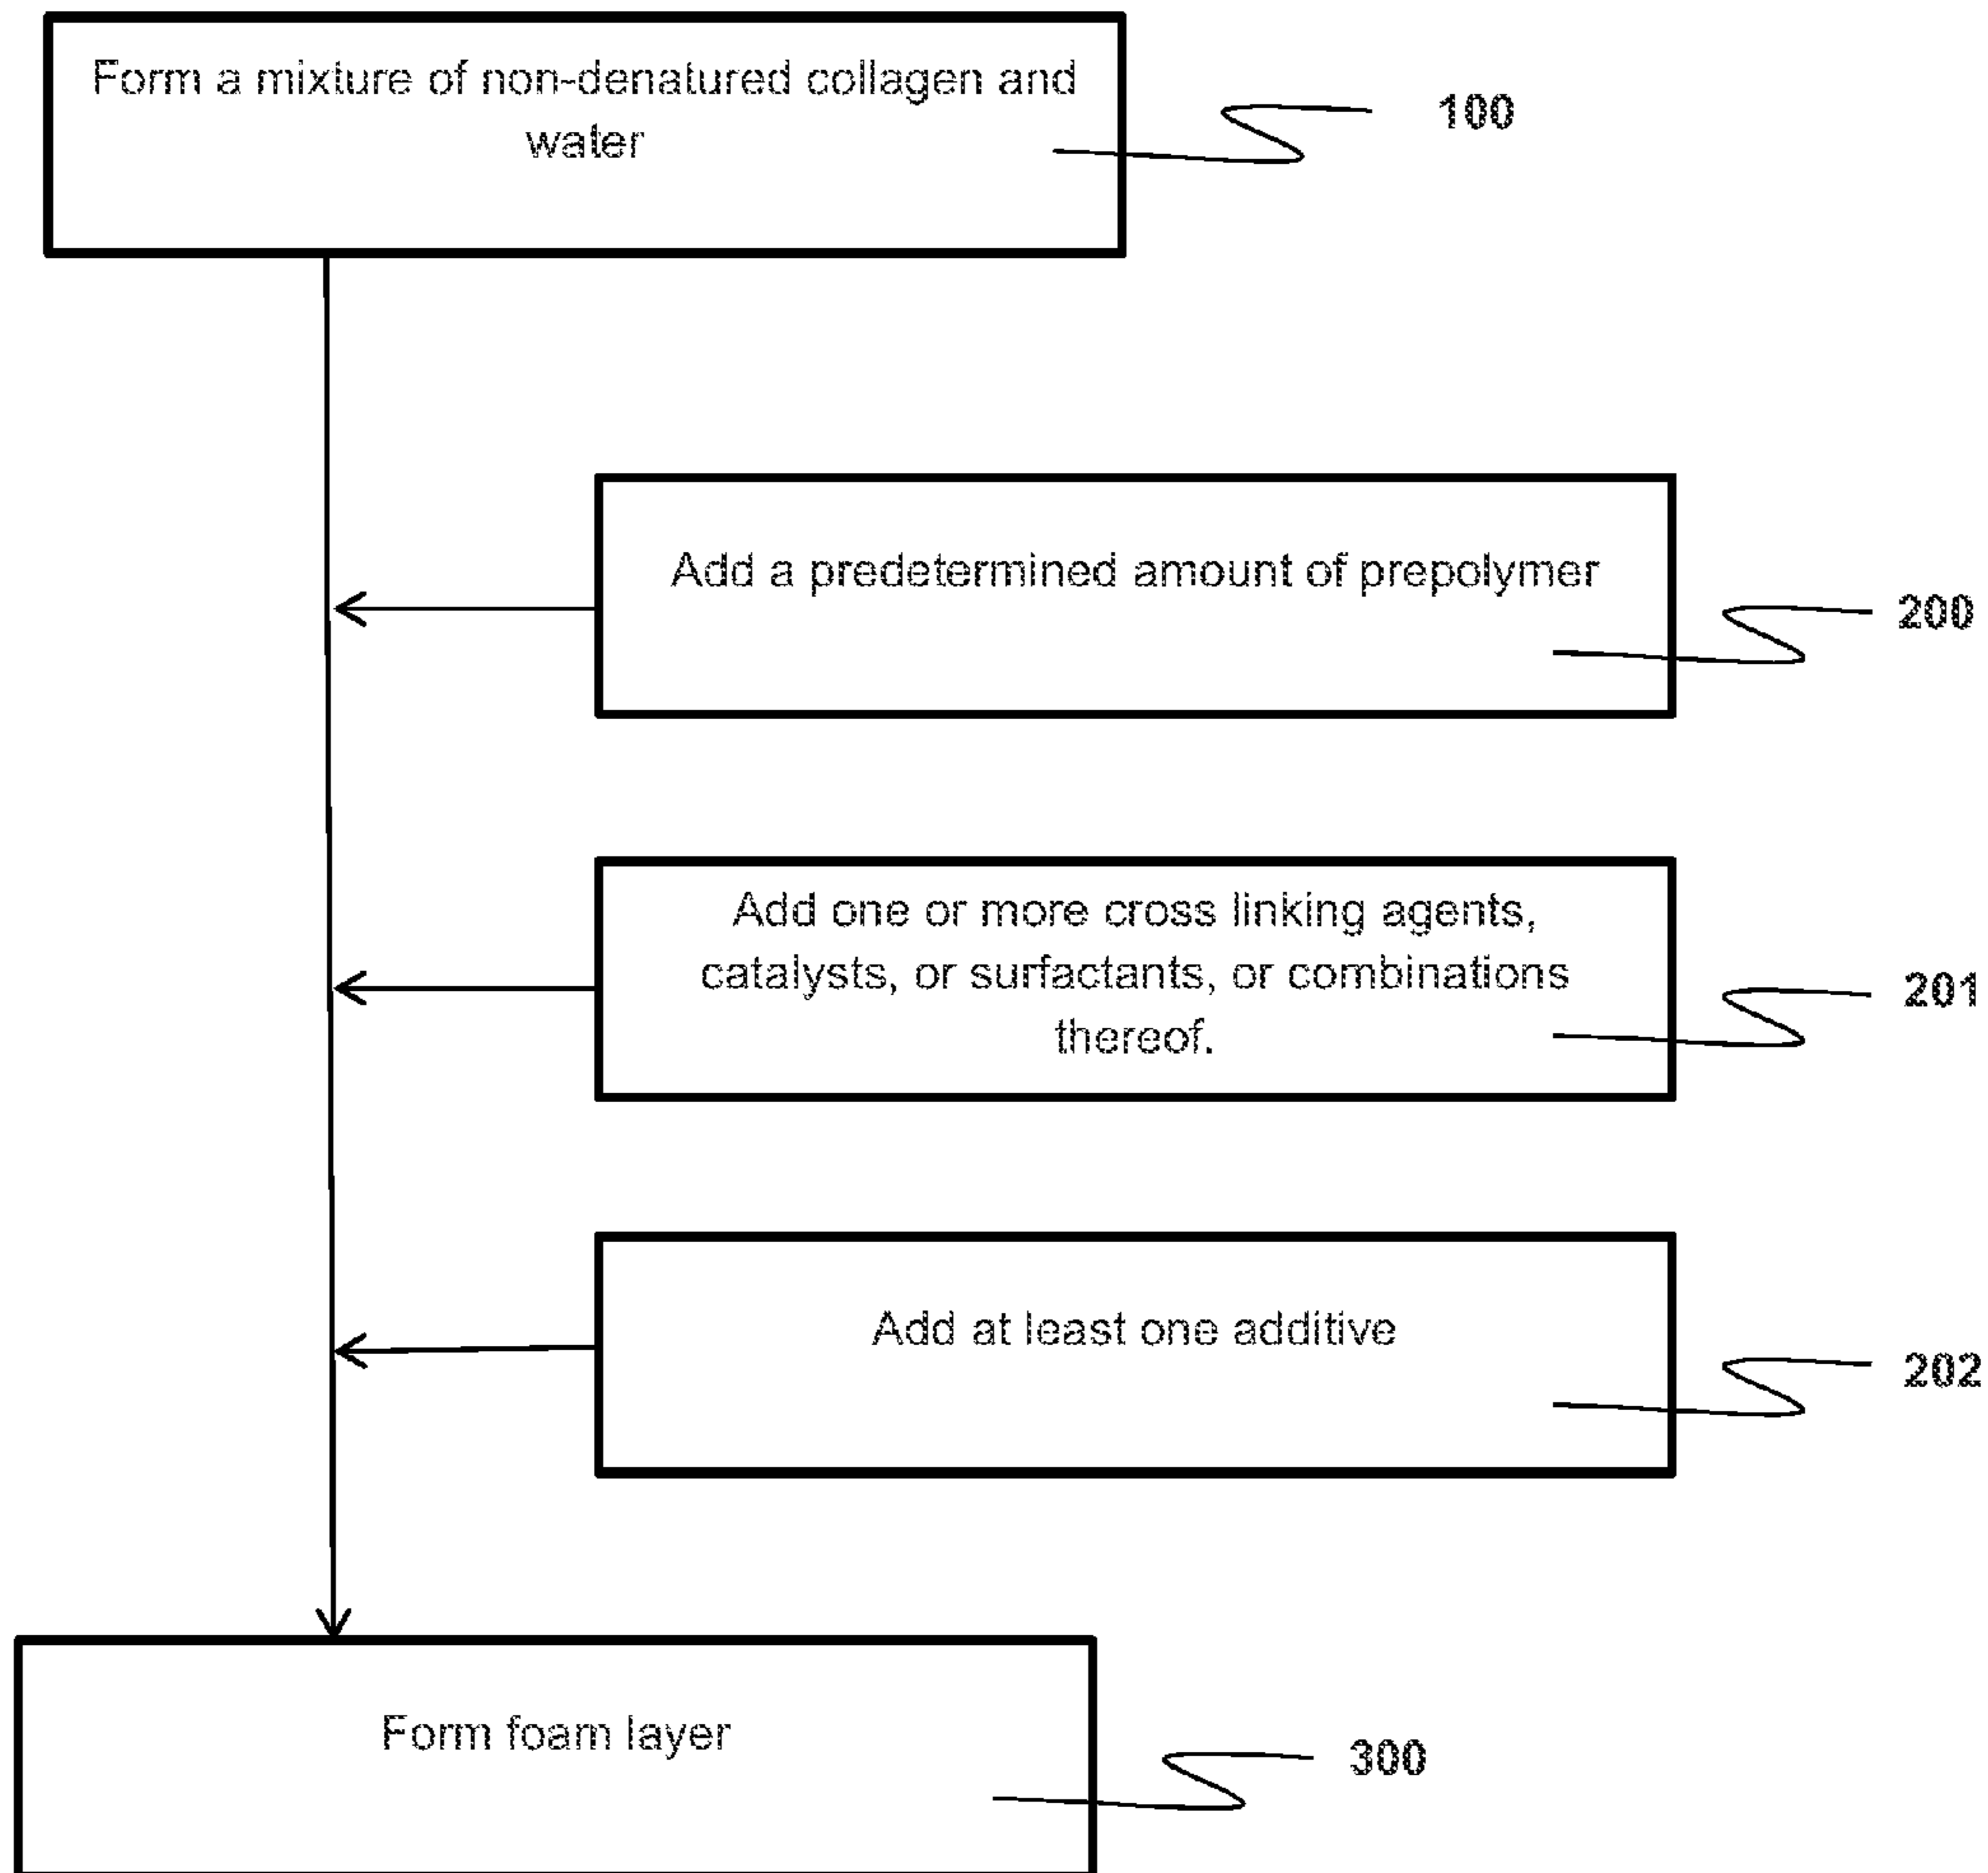 Form a mixture of non-denatured collagen and
water
100
Add a predetermined amount of prepolymer
200
Add one or more cross linking agents,
catalysts, or surfactants, or combinations
thereof.
201
Add at least one additive
202
Form foam layer
300